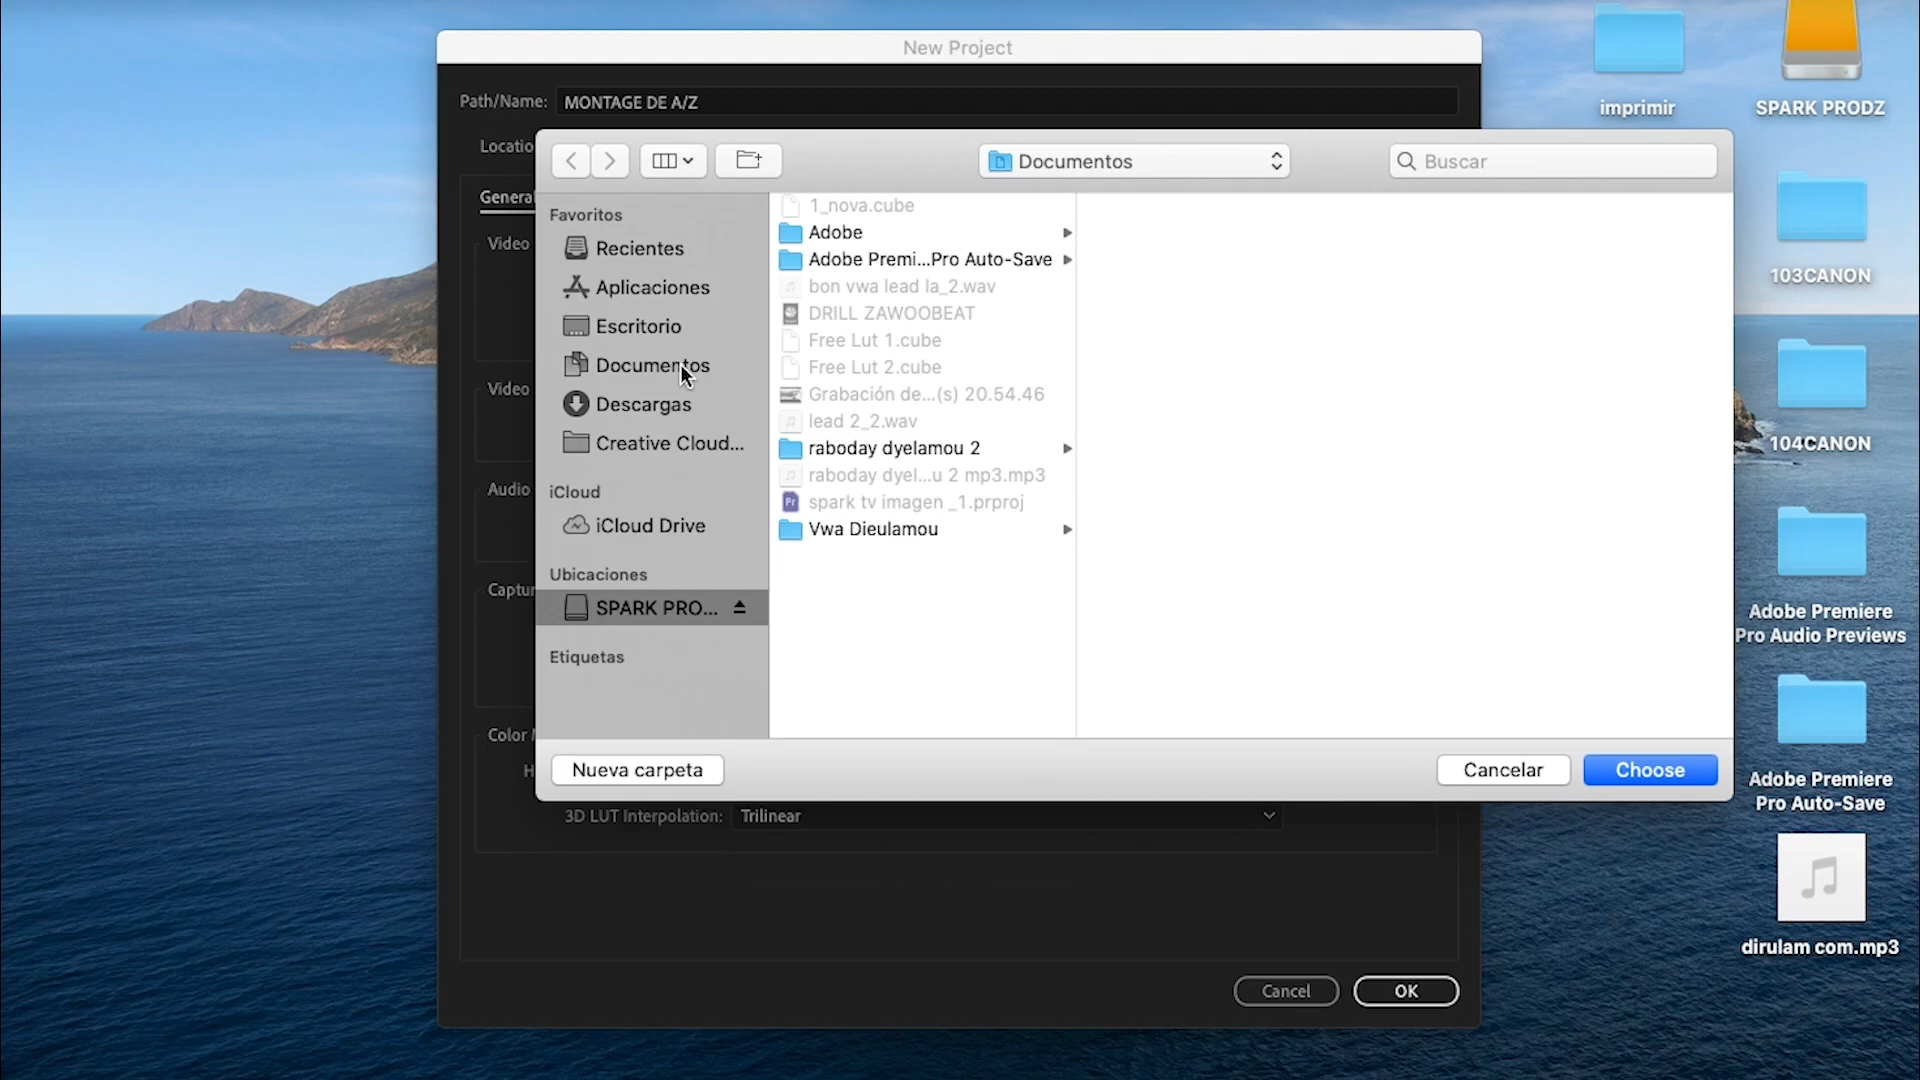 New Project
Path/Name: MONTAGE DE A/Z
Locatio
General
Video
Video
Audio
Captur
Color
H
3D LUT Interpolation: Trilinear
Cancel
OK
Documentos
Buscar
Favoritos
Recientes
Aplicaciones
Escritorio
Documentos
Descargas
Creative Cloud...
iCloud
iCloud Drive
Ubicaciones
SPARK PRO...
Etiquetas
1_nova.cube
Adobe
Adobe Premi...Pro Auto-Save
bon vwa lead la_2.wav
DRILL ZAWOOBEAT
Free Lut 1.cube
Free Lut 2.cube
Grabación de...(s) 20.54.46
lead 2_2.wav
raboday dyelamou 2
raboday dyel...u 2 mp3.mp3
Pr
spark tv imagen _1.prproj
Vwa Dieulamou
Nueva carpeta
Cancelar
Choose
imprimir
SPARK PRODZ
103CANON
104CANON
Adobe Premiere
Pro Audio Previews
Adobe Premiere
Pro Auto-Save
dirulam com.mp3